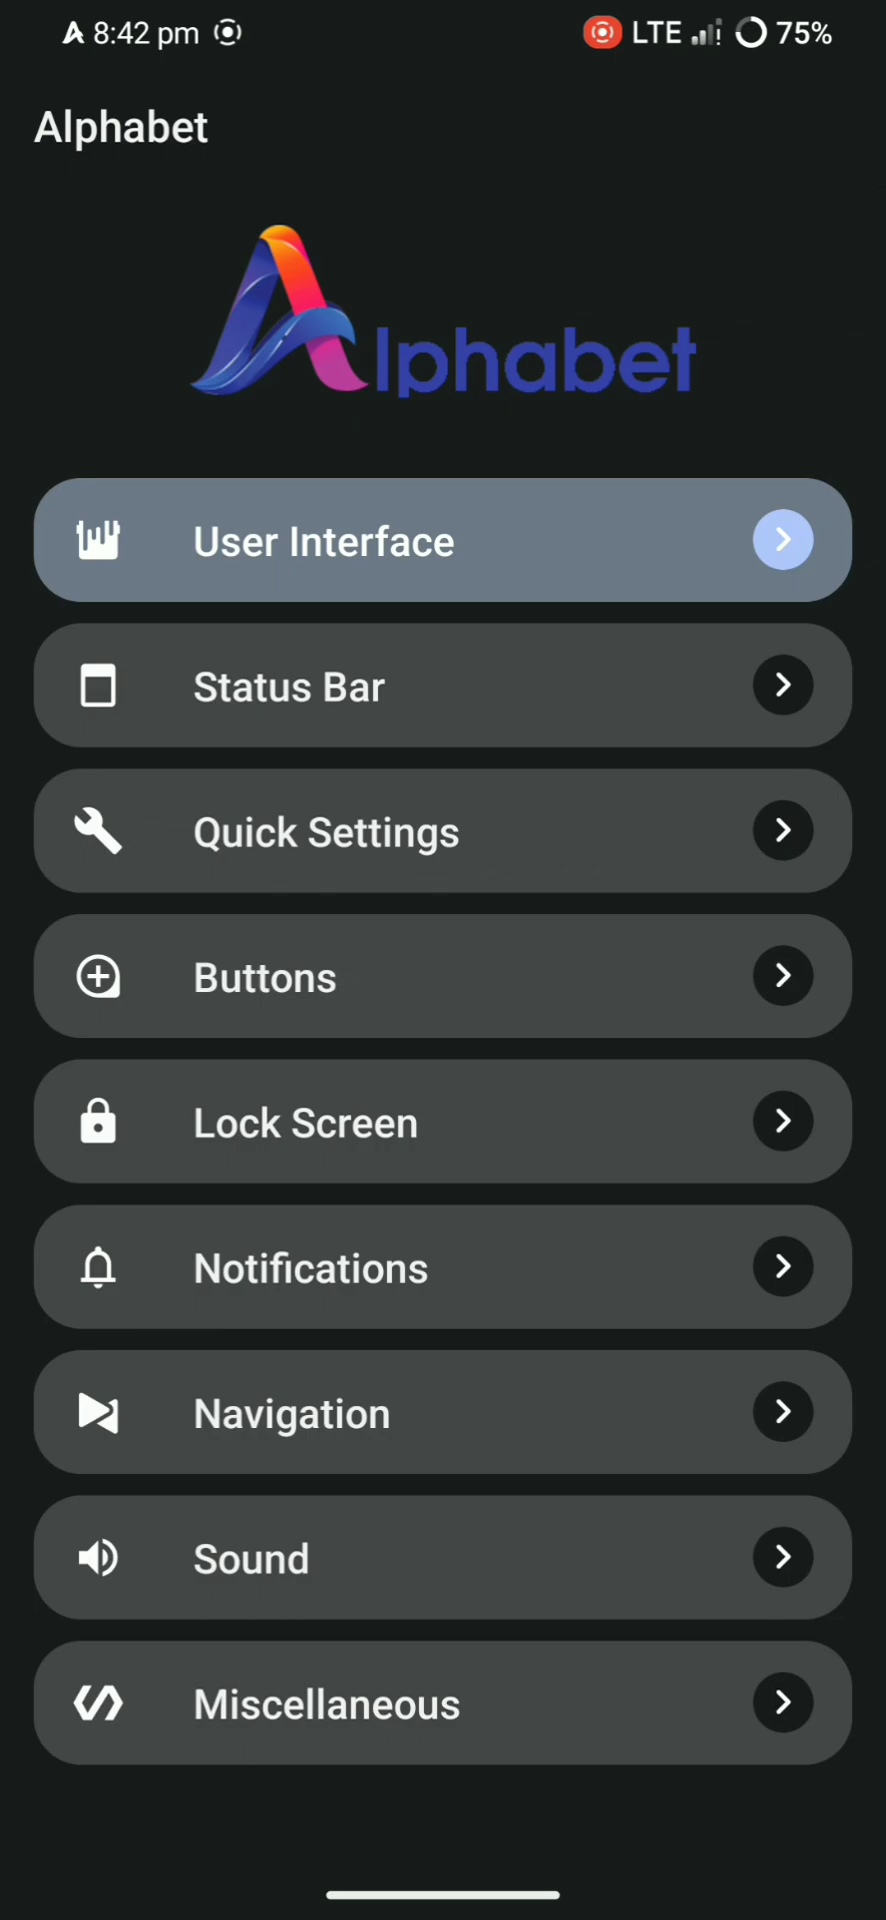 8:42 pm LTE 75%
Alphabet
Alphabet
User Interface
Status Bar
Quick Settings
Buttons
Lock Screen
Notifications
Navigation
Sound
Miscellaneous